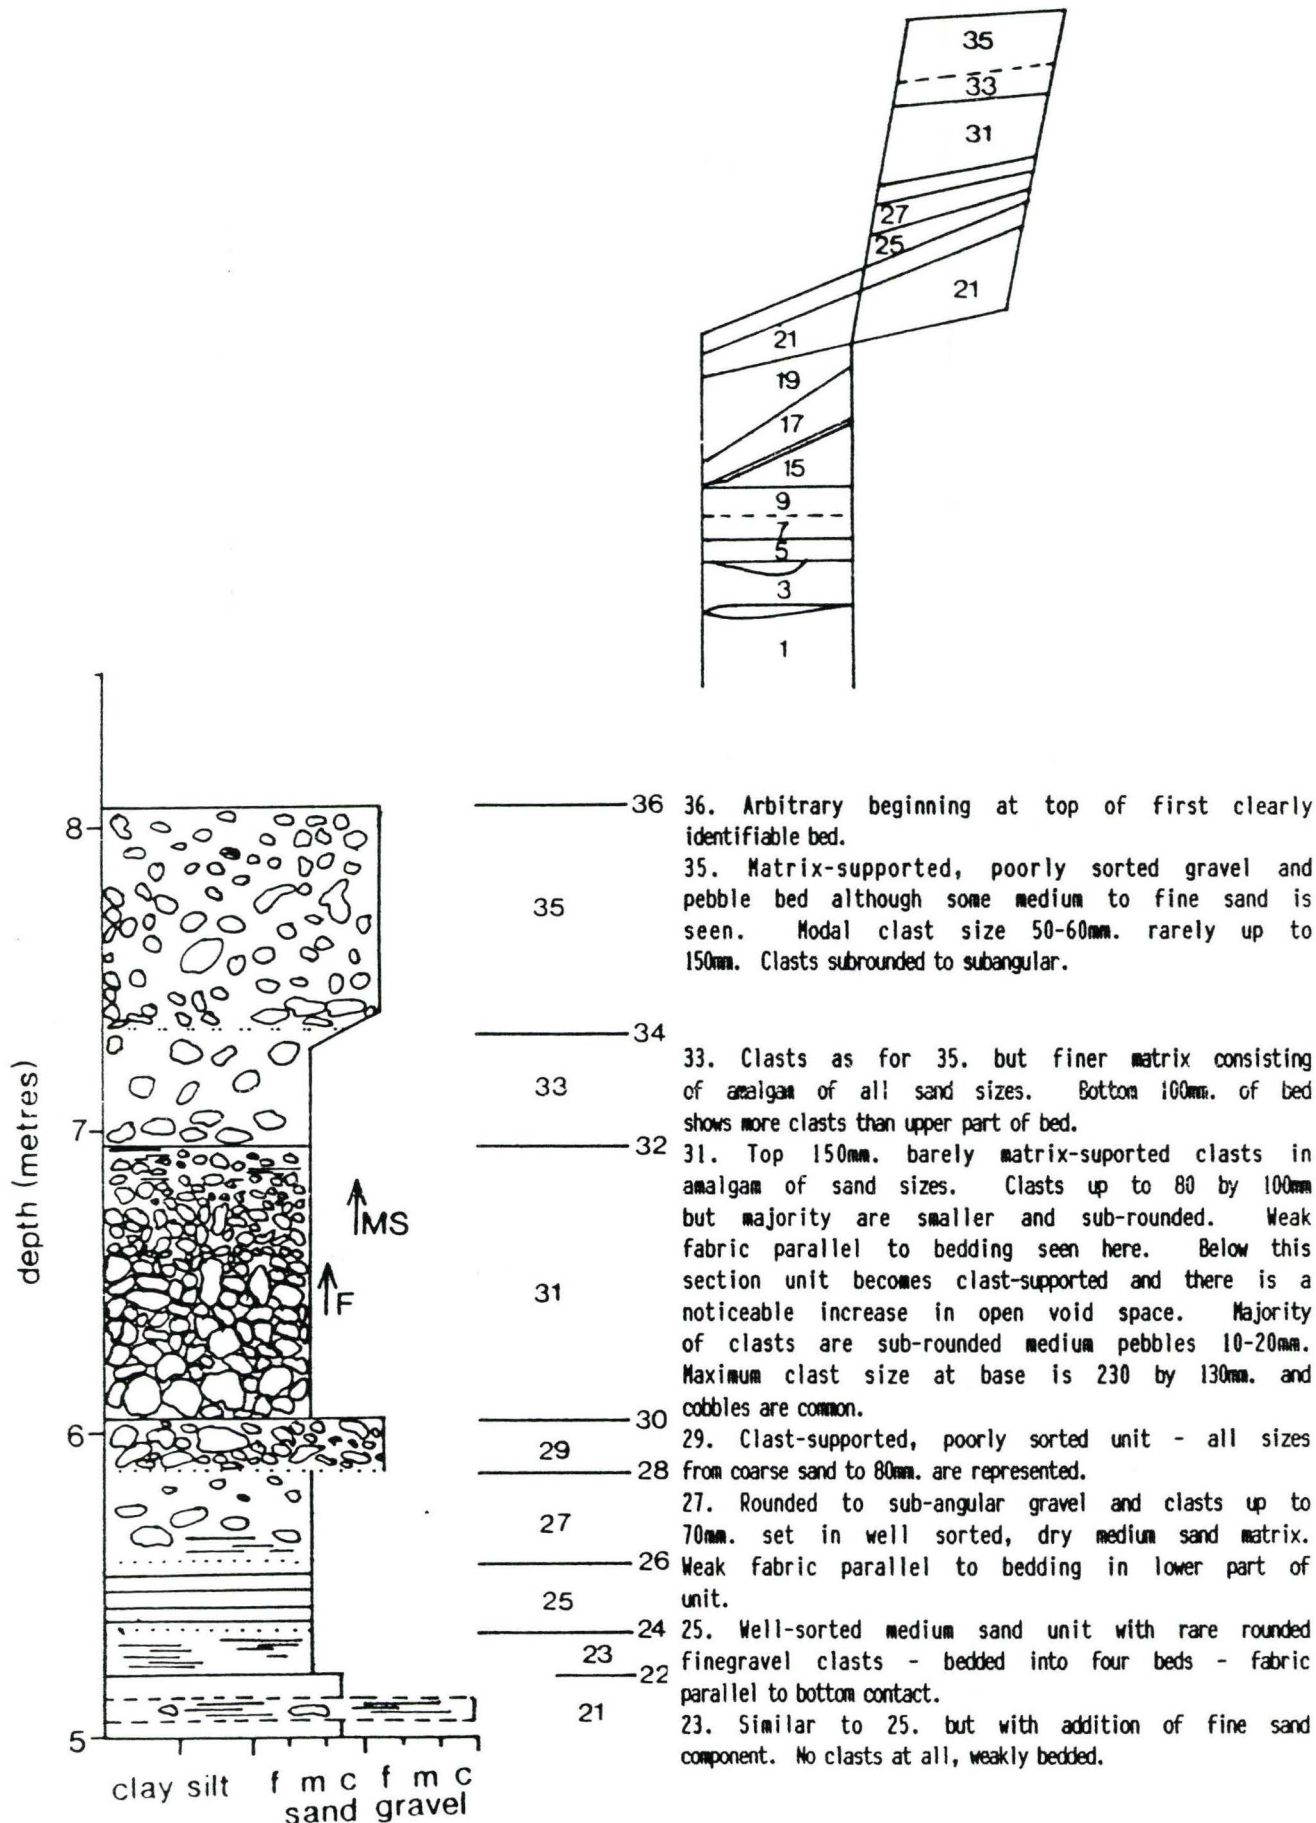 35
33
31
27
25
21
21
19
17
15
9
7
5
3
1
depth (metres)
8
7
6
5
MS
F
clay silt f m c f m c
sand gravel
36
35
34
33
32
31
30
29
28
27
26
25
24
23
22
21
36. Arbitrary beginning at top of first clearly
identifiable bed.
35. Matrix-supported, poorly sorted gravel and
pebble bed although some medium to fine sand is
seen. Modal clast size 50-60mm. rarely up to
150mm. Clasts subrounded to subangular.
33. Clasts as for 35. but finer matrix consisting
of amalgam of all sand sizes. Bottom 100mm. of bed
shows more clasts than upper part of bed.
31. Top 150mm. barely matrix-suported clasts in
amalgam of sand sizes. Clasts up to 80 by 100mm
but majority are smaller and sub-rounded. Weak
fabric parallel to bedding seen here. Below this
section unit becomes clast-supported and there is a
noticeable increase in open void space. Majority
of clasts are sub-rounded medium pebbles 10-20mm.
Maximum clast size at base is 230 by 130mm. and
cobbles are common.
29. Clast-supported, poorly sorted unit - all sizes
from coarse sand to 80mm. are represented.
27. Rounded to sub-angular gravel and clasts up to
70mm. set in well sorted, dry medium sand matrix.
Weak fabric parallel to bedding in lower part of
unit.
25. Well-sorted medium sand unit with rare rounded
finegravel clasts - bedded into four beds - fabric
parallel to bottom contact.
23. Similar to 25. but with addition of fine sand
component. No clasts at all, weakly bedded.